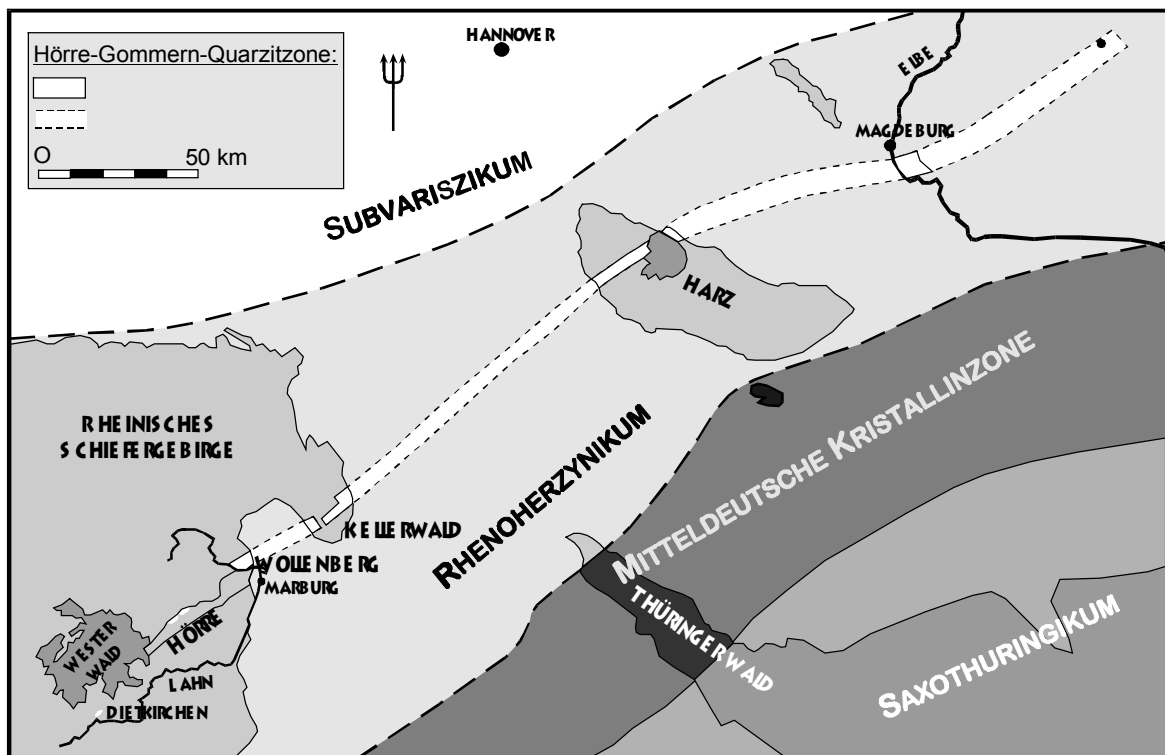 Hörre-Gommern-Quarzitzone:
O 50 km
HANNOVER
ELBE
MAGDEBURG
SUBVARISZIKUM
HARZ
RHEINISCHES
SCHIEFERGEBIRGE
RHENOHERZYNIKUM
MITTELDEUTSCHE KRISTALLINZONE
KELLERWALD
WOLLENBERG
MARBURG
HÖRRE
WESTER
WALD
THÜRINGERWALD
SAXOTHURINGIKUM
LAHN
DIETKIRCHEN